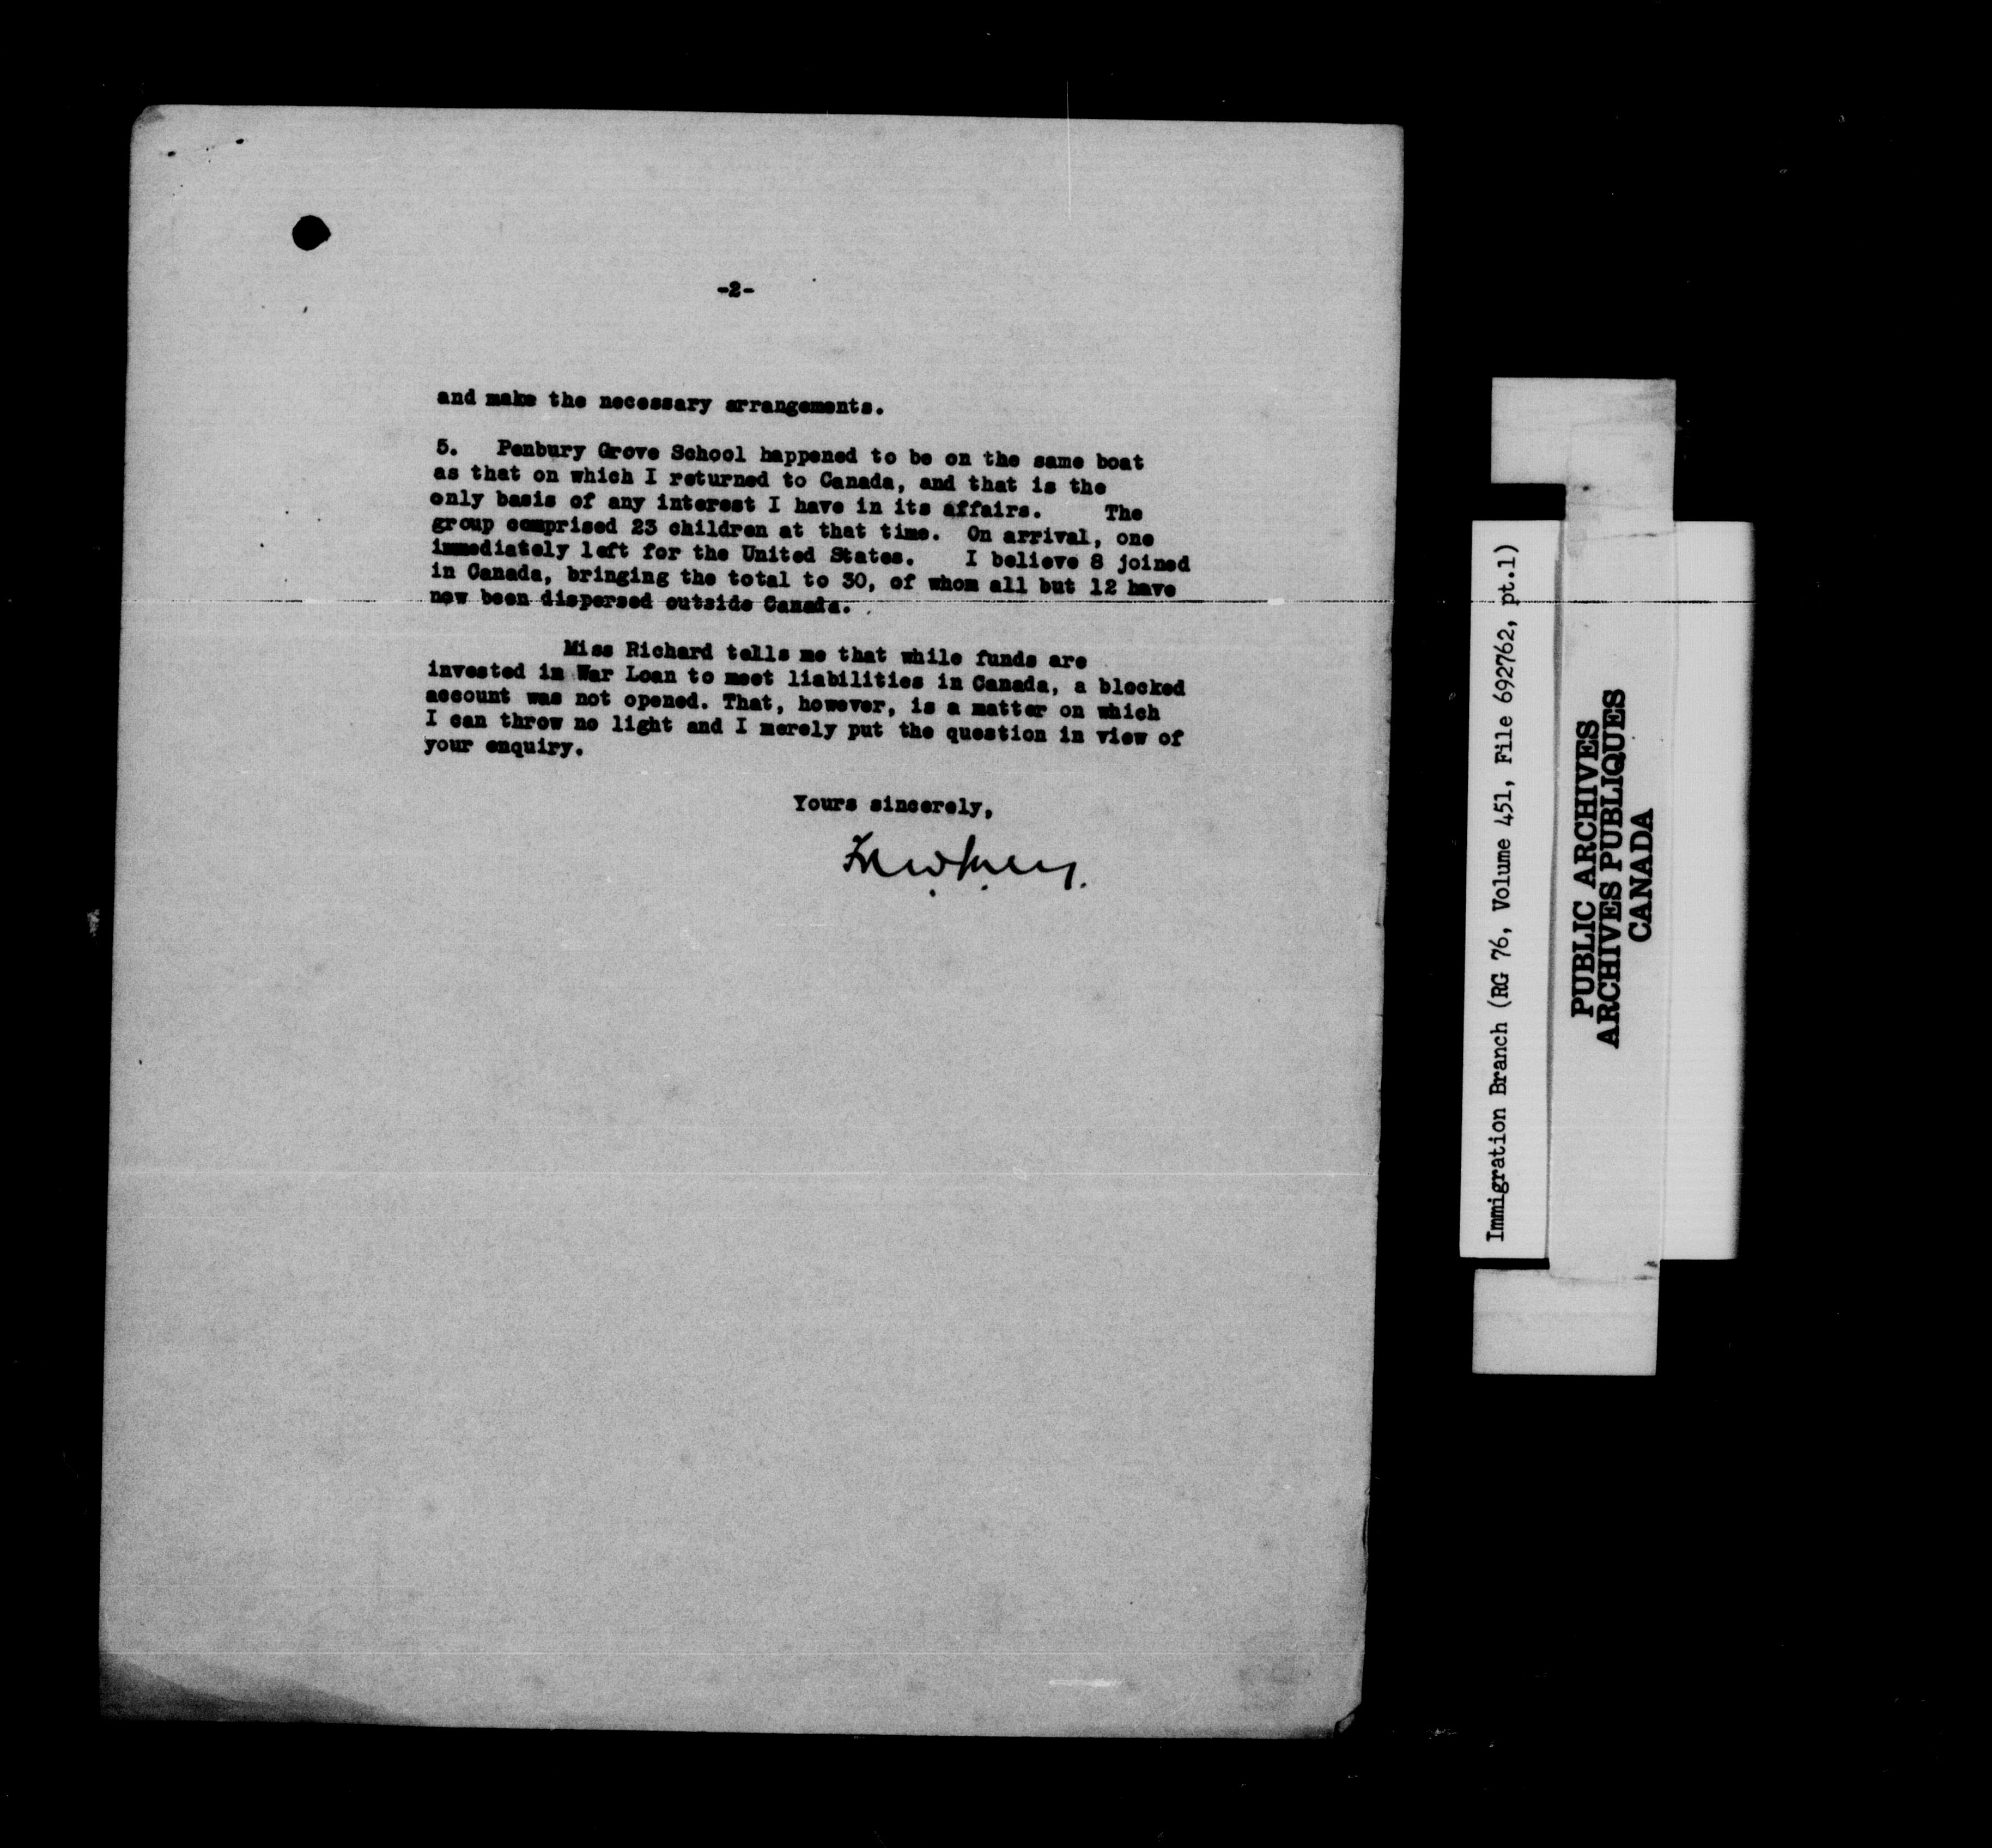 -2-
and make the necessary arrangements.
5. Penbury Grove School happened to be on the same boat
as that on which I returned to Canada, and that is the
only basis of any interest I have in its affairs. The
group comprised 23 children at that time. On arrival, one
immediately left for the United States. I believe 8 joined
in Canada, bringing the total to 30, of whom all but 12 have
now been dispersed outside Canada.
Miss Richard tells me that while funds are
invested in War Loan to meet liabilities in Canada, a blocked
account was not opened. That, however, is a matter on which
I can throw no light and I merely put the question in view of
your enquiry.
Yours sincerely,
Immigration Branch (RG 76, Volume 451, File 692762, pt.1)
PUBLIC ARCHIVES
ARCHIVES PUBLIQUES
CANADA